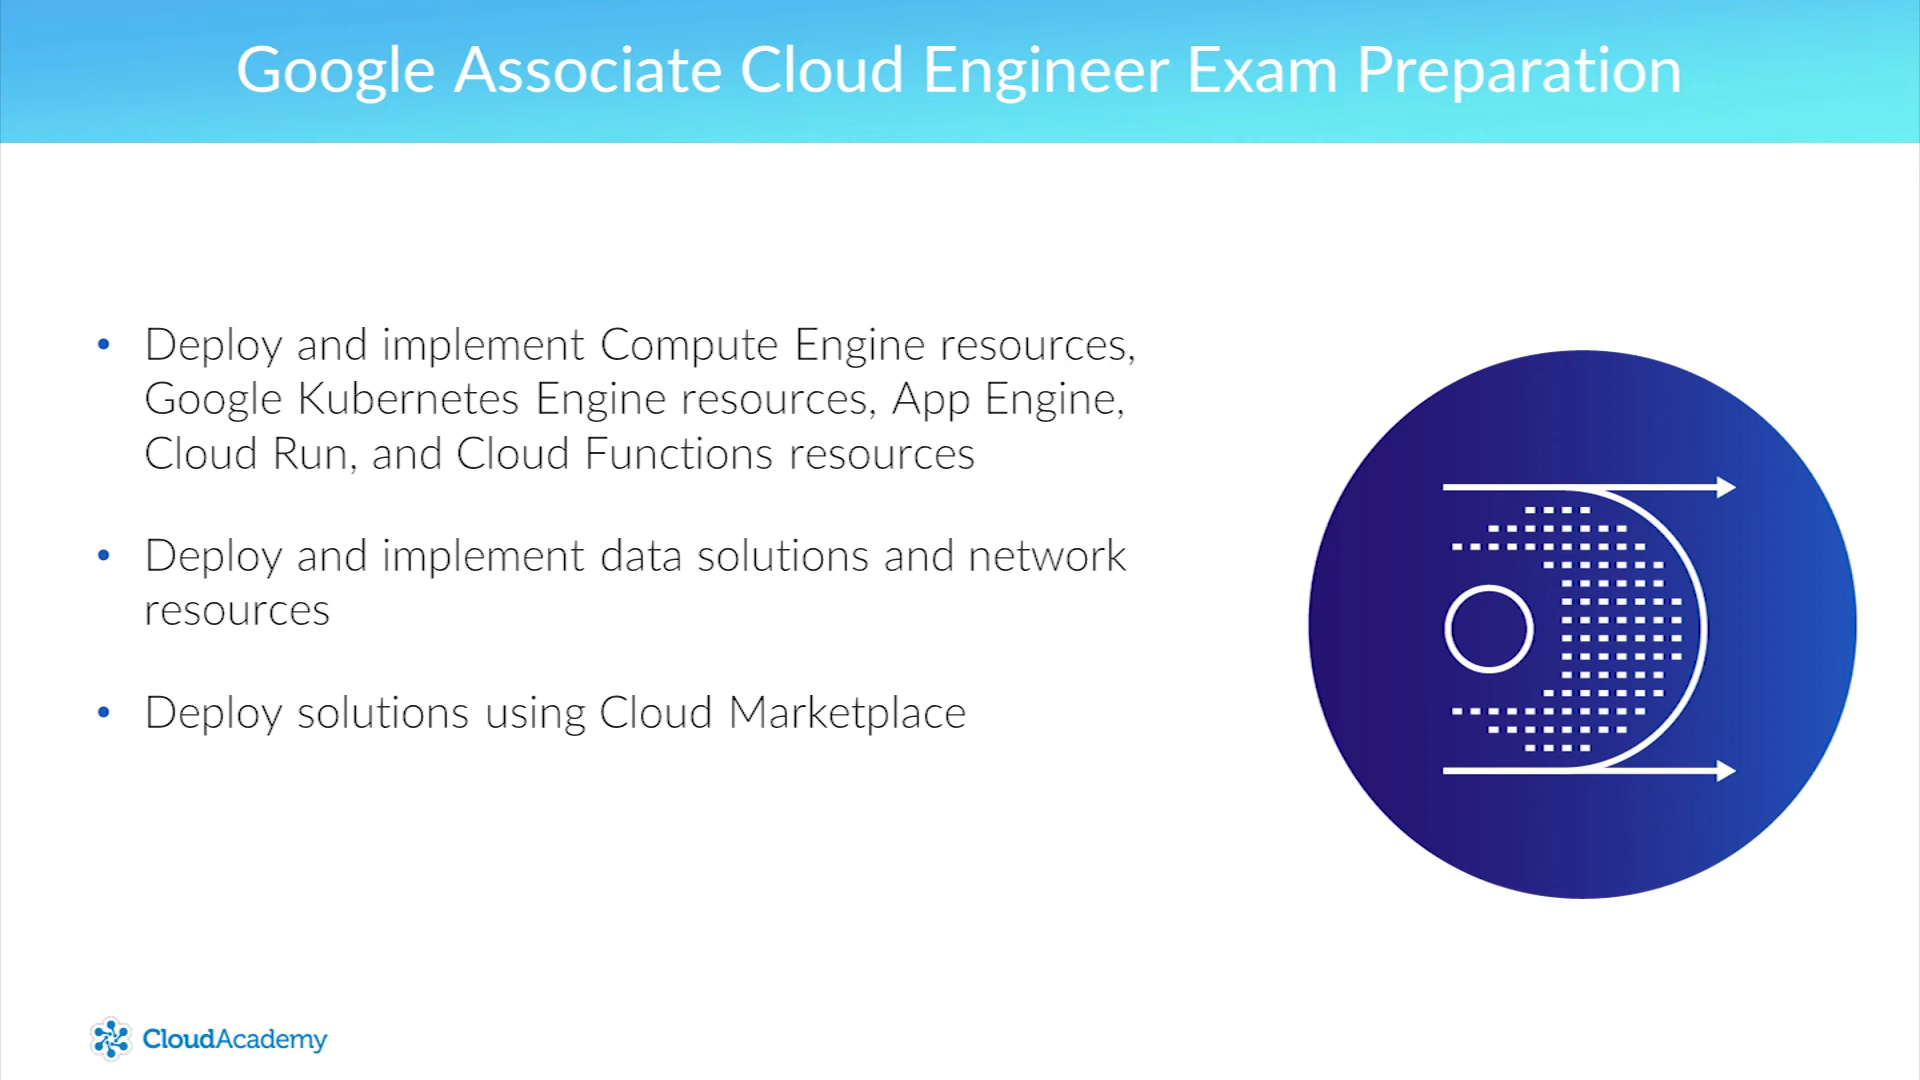 Google Associate Cloud Engineer Exam Preparation
• Deploy and implement Compute Engine resources,
Google Kubernetes Engine resources, App Engine,
Cloud Run, and Cloud Functions resources
• Deploy and implement data solutions and network
resources
• Deploy solutions using Cloud Marketplace
CloudAcademy